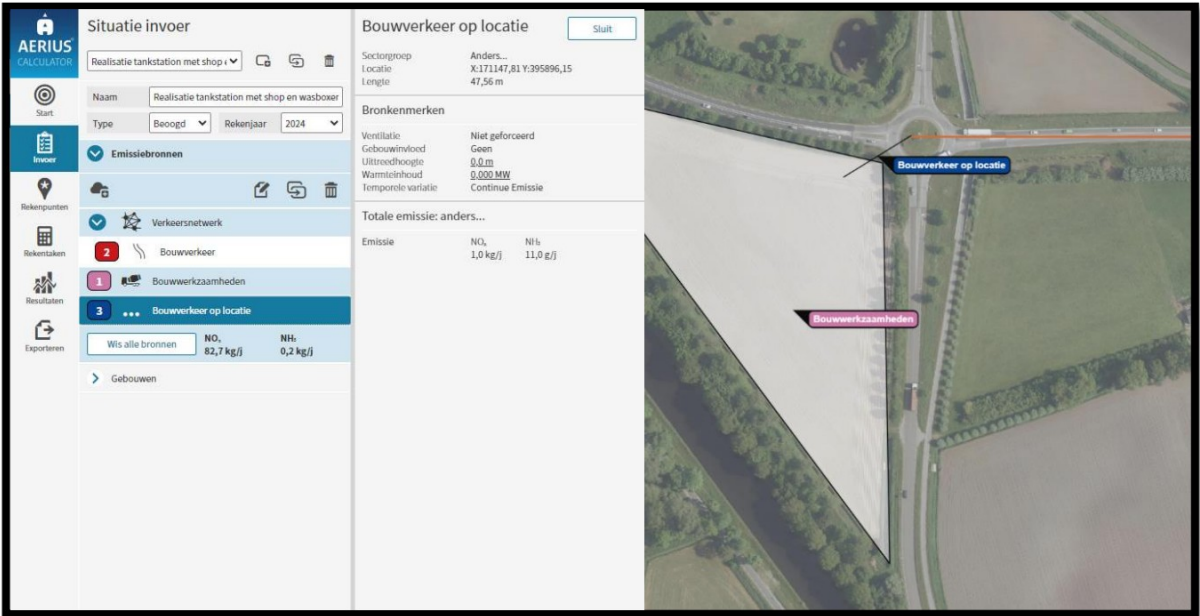 AERIUS
CALCULATOR
Start
Invoer
Rekenpunten
Rekentaken
Resultaten
Exporteren
Situatie invoer
Realisatie tankstation met shop
Naam Realisatie tankstation met shop en wasboxer
Type Beoogd Rekenjaar 2024
Emissiebronnen
Verkeersnetwerk
2 Bouwverkeer
1 Bouwwerkzaamheden
3 ... Bouwverkeer op locatie
Wis alle bronnen NOₓ 82,7 kg/j NH₃ 0,2 kg/j
Gebouwen
Bouwverkeer op locatie Sluit
Sectorgroep Anders...
Locatie X:171147,81 Y:395896,15
Lengte 47,56 m
Bronkenmerken
Ventilatie Niet geforceerd
Gebouwinvloed Geen
Uittreedhoogte 0,0 m
Warmteinhoud 0,000 MW
Temporele variatie Continue Emissie
Totale emissie: anders...
Emissie NOₓ NH₃
1,0 kg/j 11,0 g/j
Bouwverkeer op locatie
Bouwwerkzaamheden